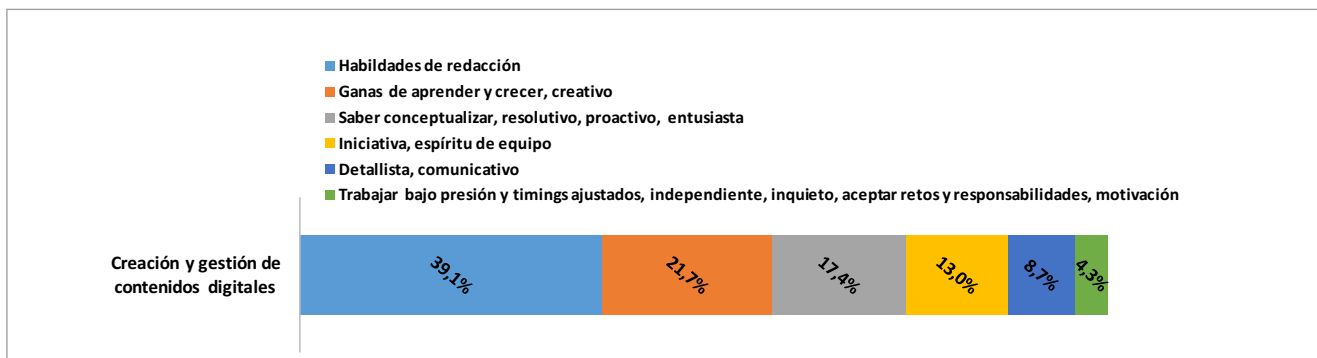 Habildades de redacción
Ganas de aprender y crecer, creativo
Saber conceptualizar, resolutivo, proactivo, entusiasta
Iniciativa, espíritu de equipo
Detallista, comunicativo
Trabajar bajo presión y timings ajustados, independiente, inquieto, aceptar retos y responsabilidades, motivación
Creación y gestión de
contenidos digitales
39,1%
21,7%
17,4%
13,0%
8,7%
4,3%